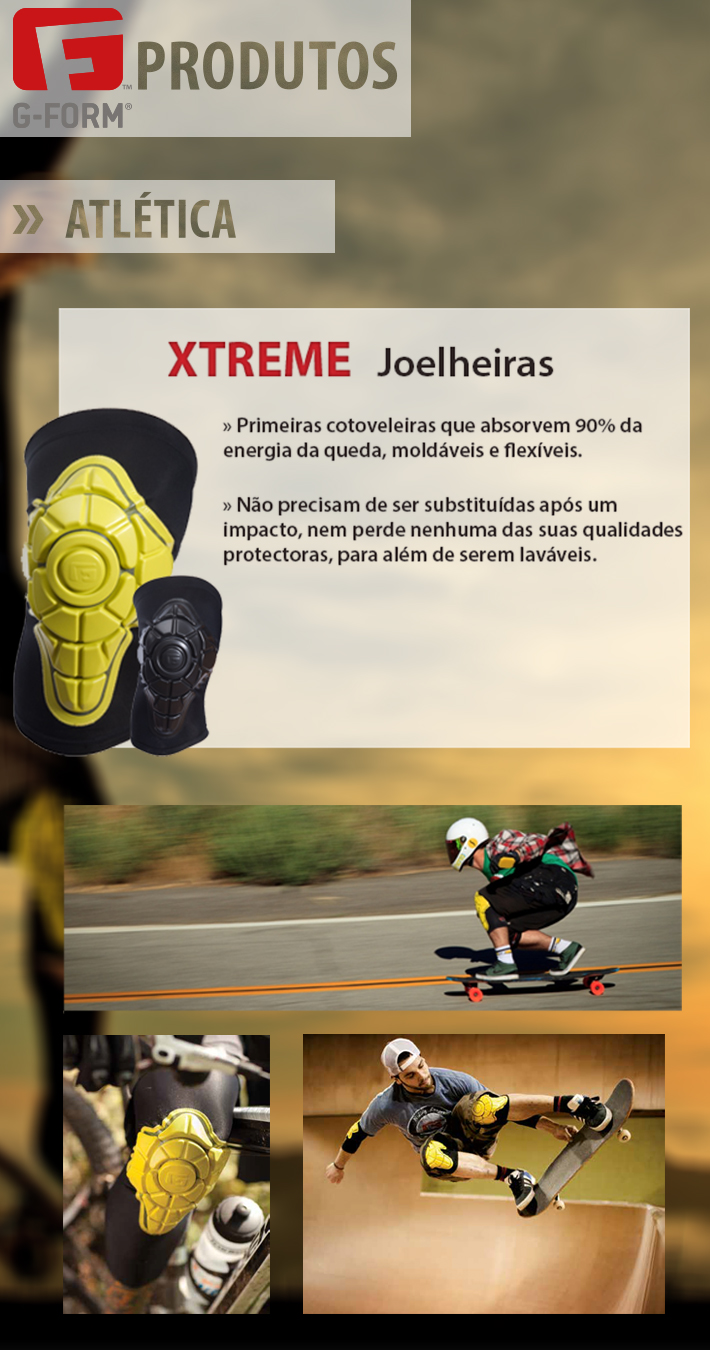 PRODUTOS
™
G-FORM®
» ATLÉTICA
XTREME Joelheiras
» Primeiras cotoveleiras que absorvem 90% da
energia da queda, moldáveis e flexíveis.
» Não precisam de ser substituídas após um
impacto, nem perde nenhuma das suas qualidades
protectoras, para além de serem laváveis.